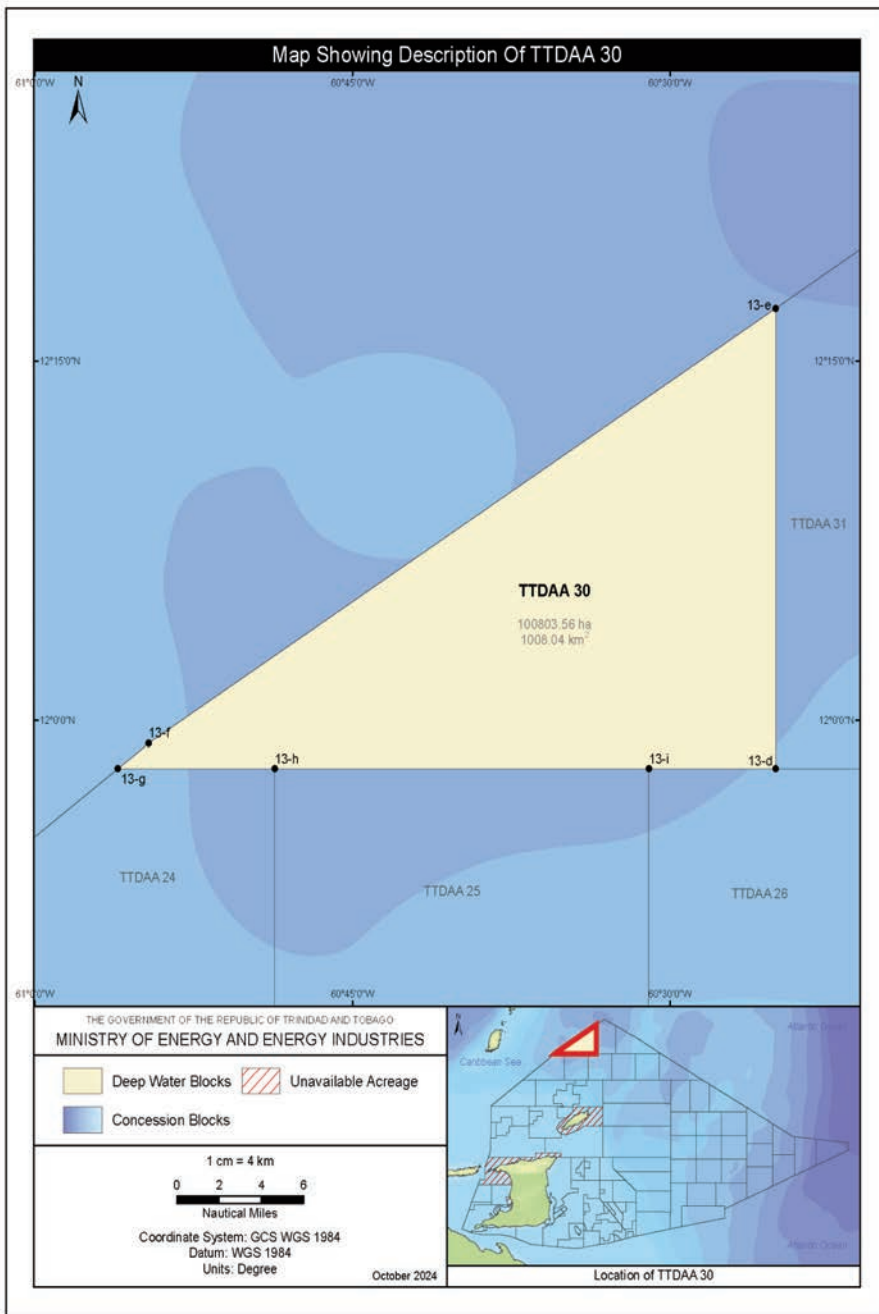 Map Showing Description Of TTDAA 30
61°0'0"W
60°45'0"W
60°30'0"W
N
13-e
12°15'0"N
12°15'0"N
TTDAA 31
TTDAA 30
100803.56 ha
1008.04 km²
12°0'0"N
12°0'0"N
13-f
13-g
13-h
13-i
13-d
TTDAA 24
TTDAA 25
TTDAA 26
61°0'0"W
60°45'0"W
60°30'0"W
THE GOVERNMENT OF THE REPUBLIC OF TRINIDAD AND TOBAGO
MINISTRY OF ENERGY AND ENERGY INDUSTRIES
Deep Water Blocks
Unavailable Acreage
Concession Blocks
1 cm = 4 km
0 2 4 6
Nautical Miles
Coordinate System: GCS WGS 1984
Datum: WGS 1984
Units: Degree
October 2024
N
Atlantic Ocean
Caribbean Sea
Atlantic Ocean
Location of TTDAA 30